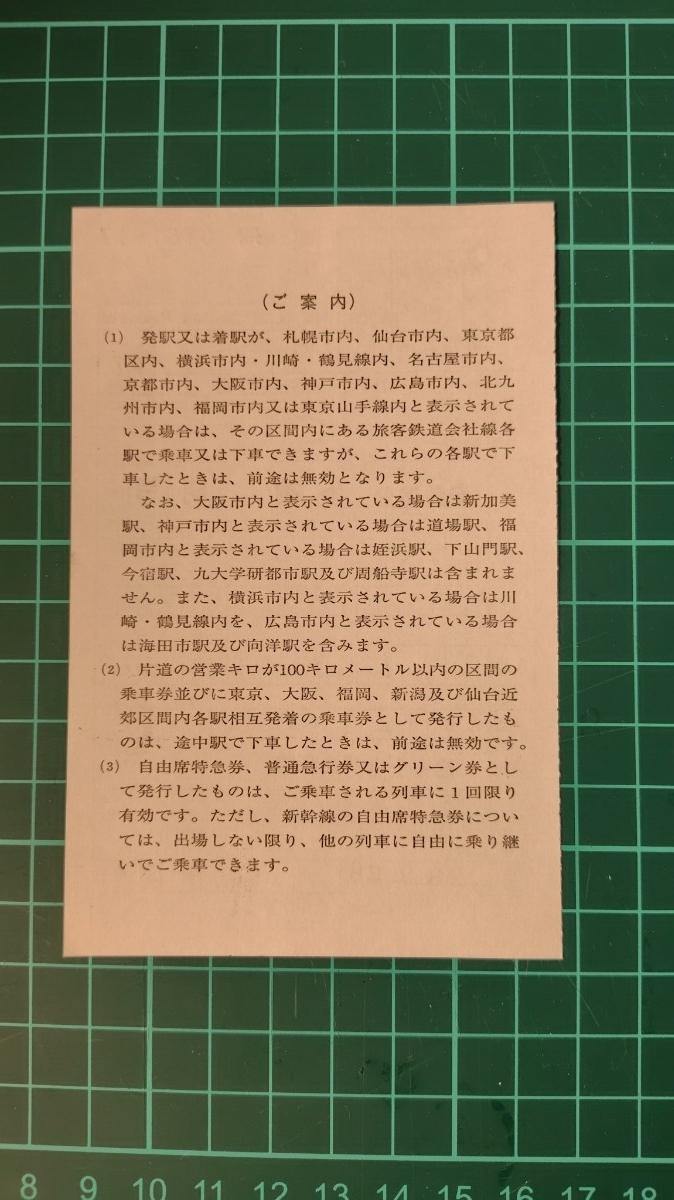 (ご案内)
(1) 発駅又は着駅が、札幌市内、仙台市内、東京都
区内、横浜市内・川崎・鶴見線内、名古屋市内、
京都市内、大阪市内、神戸市内、広島市内、北九
州市内、福岡市内又は東京山手線内と表示されて
いる場合は、その区間内にある旅客鉄道会社線各
駅で乗車又は下車できますが、これらの各駅で下
車したときは、前途は無効となります。
なお、大阪市内と表示されている場合は新加美
駅、神戸市内と表示されている場合は道場駅、福
岡市内と表示されている場合は姪浜駅、下山門駅、
今宿駅、九大学研都市駅及び周船寺駅は含まれま
せん。また、横浜市内と表示されている場合は川
崎・鶴見線内を、広島市内と表示されている場合
は海田市駅及び向洋駅を含みます。
(2) 片道の営業キロが100キロメートル以内の区間の
乗車券並びに東京、大阪、福岡、新潟及び仙台近
郊区間内各駅相互発着の乗車券として発行したも
のは、途中駅で下車したときは、前途は無効です。
(3) 自由席特急券、普通急行券又はグリーン券とし
て発行したものは、ご乗車される列車に1回限り
有効です。ただし、新幹線の自由席特急券につい
ては、出場しない限り、他の列車に自由に乗り継
いでご乗車できます。
8 9 10 11 12 13 14 15 16 17 18